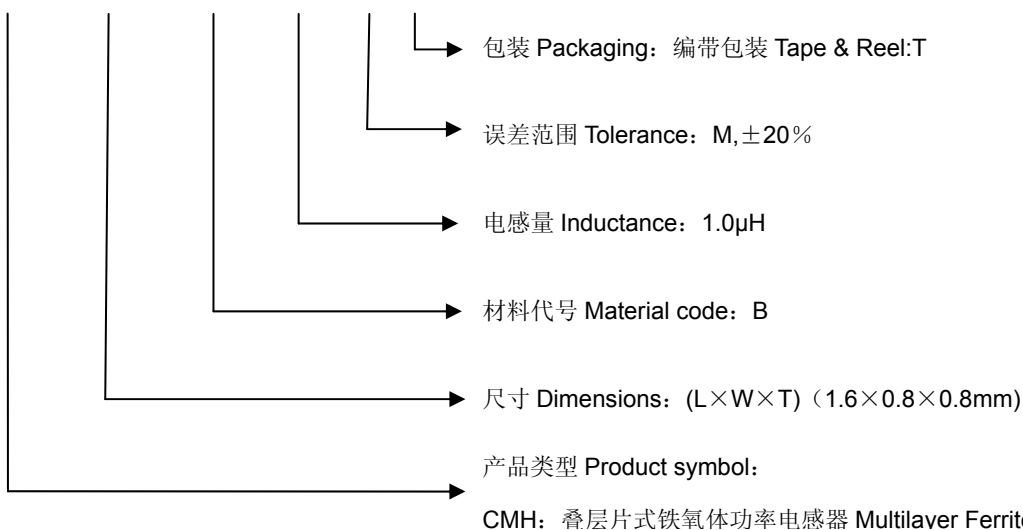 包装 Packaging：编带包装 Tape & Reel:T
误差范围 Tolerance：M,±20％
电感量 Inductance：1.0μH
材料代号 Material code：B
尺寸 Dimensions：(L×W×T)（1.6×0.8×0.8mm)
产品类型 Product symbol：
CMH：叠层片式铁氧体功率电感器 Multilayer Ferrit